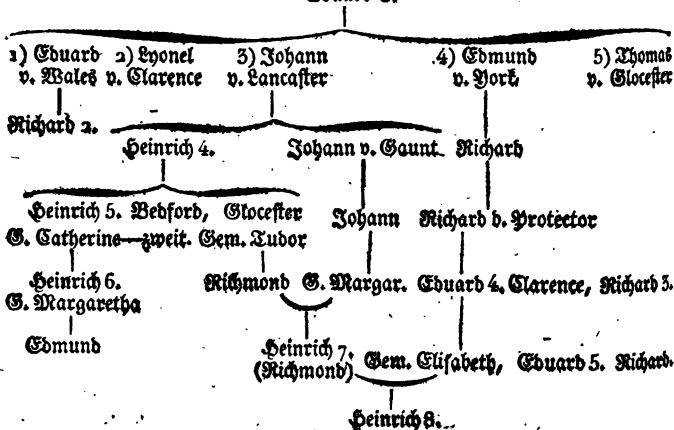 1) Eduard 2) Lyonel 3) Johann 4) Edmund 5) Thomas
v. Wales v. Clarence v. Lancaster v. York v. Glocester
Richard 2.
Heinrich 4. Johann v. Gaunt Richard
Heinrich 5. Bedford, Glocester Johann Richard d. Protector
G. Catherine—zweit. Gem. Tudor
Heinrich 6. Richmond G. Margar. Eduard 4. Clarence, Richard 3.
G. Margaretha
Edmund Heinrich 7. Gem. Elisabeth, Eduard 5. Richard.
(Richmond)
Heinrich 8.